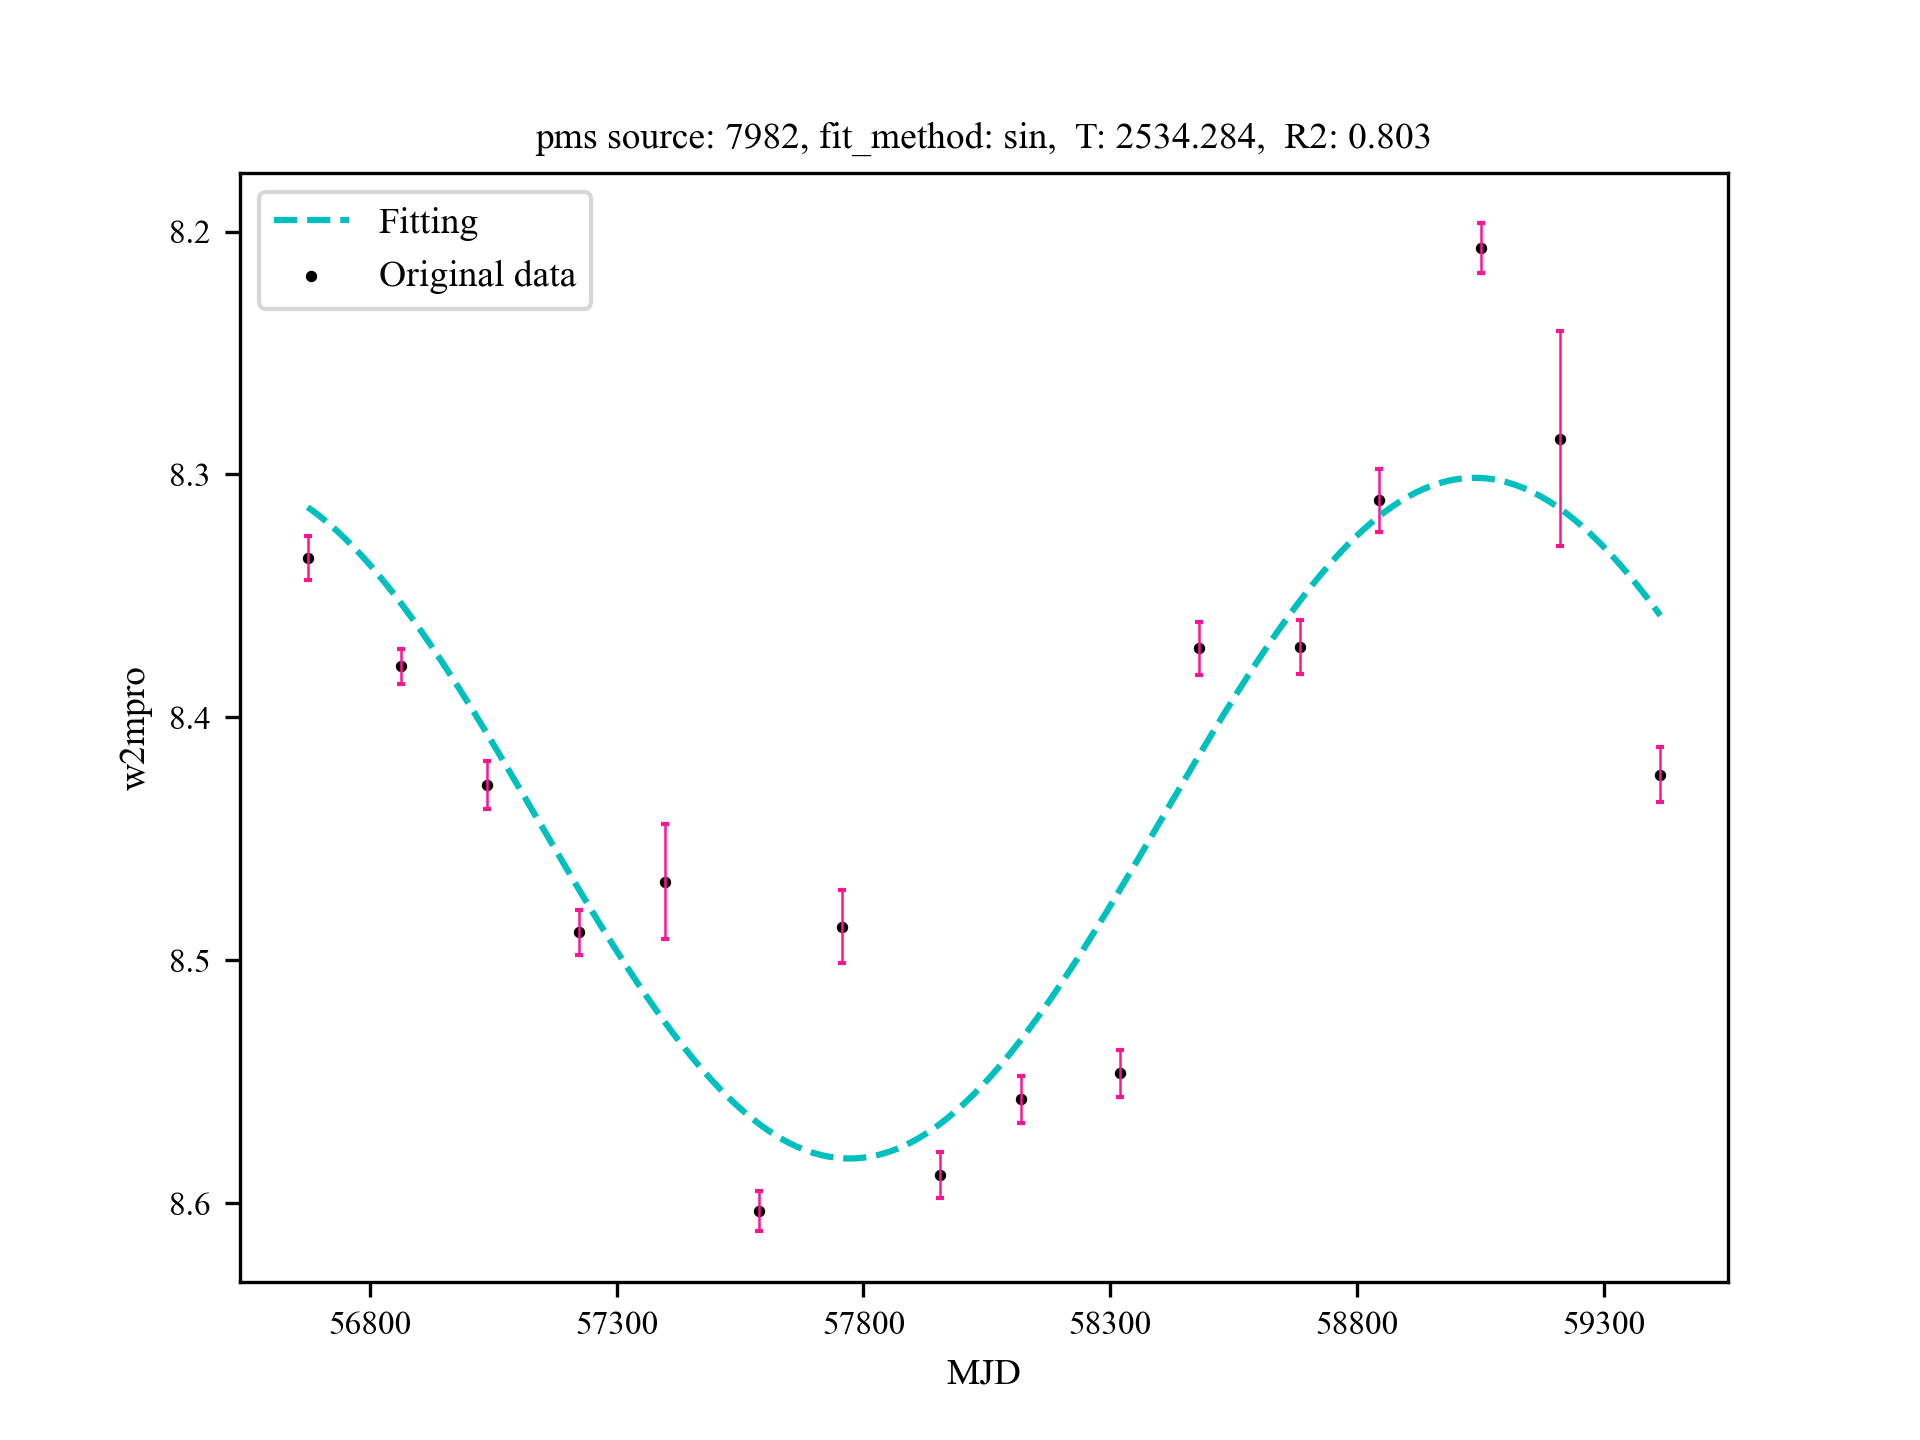 pms source: 7982, fit_method: sin,  T: 2534.284,  R2: 0.803
Fitting
Original data
8.2
8.3
8.4
8.5
8.6
w2mpro
56800 57300 57800 58300 58800 59300
MJD